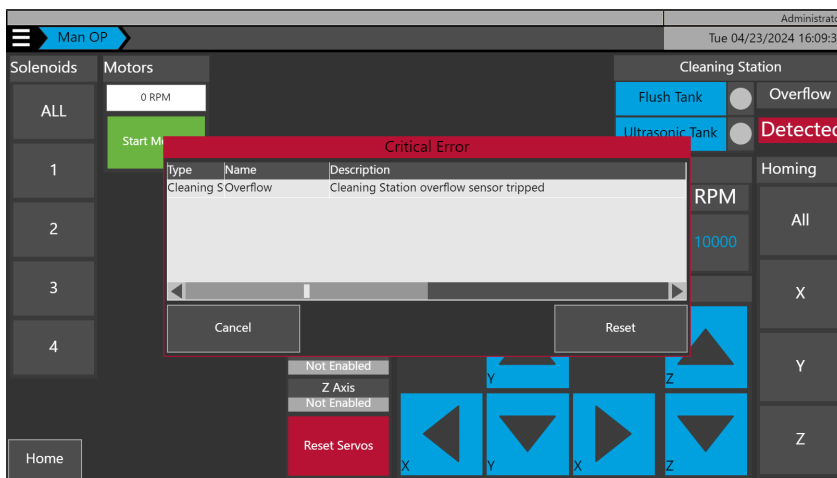 Administrato
Man OP
Tue 04/23/2024 16:09:3
Solenoids
Motors
Cleaning Station
0 RPM
Flush Tank
Overflow
ALL
Start M
Ultrasonic Tank
Detected
Critical Error
Type Name Description
Cleaning S Overflow Cleaning Station overflow sensor tripped
1
Homing
RPM
2
All
10000
3
X
Cancel
Reset
4
Not Enabled
Y
Z
Y
Z Axis
Not Enabled
Reset Servos
Z
Home
X
Y
X
Z